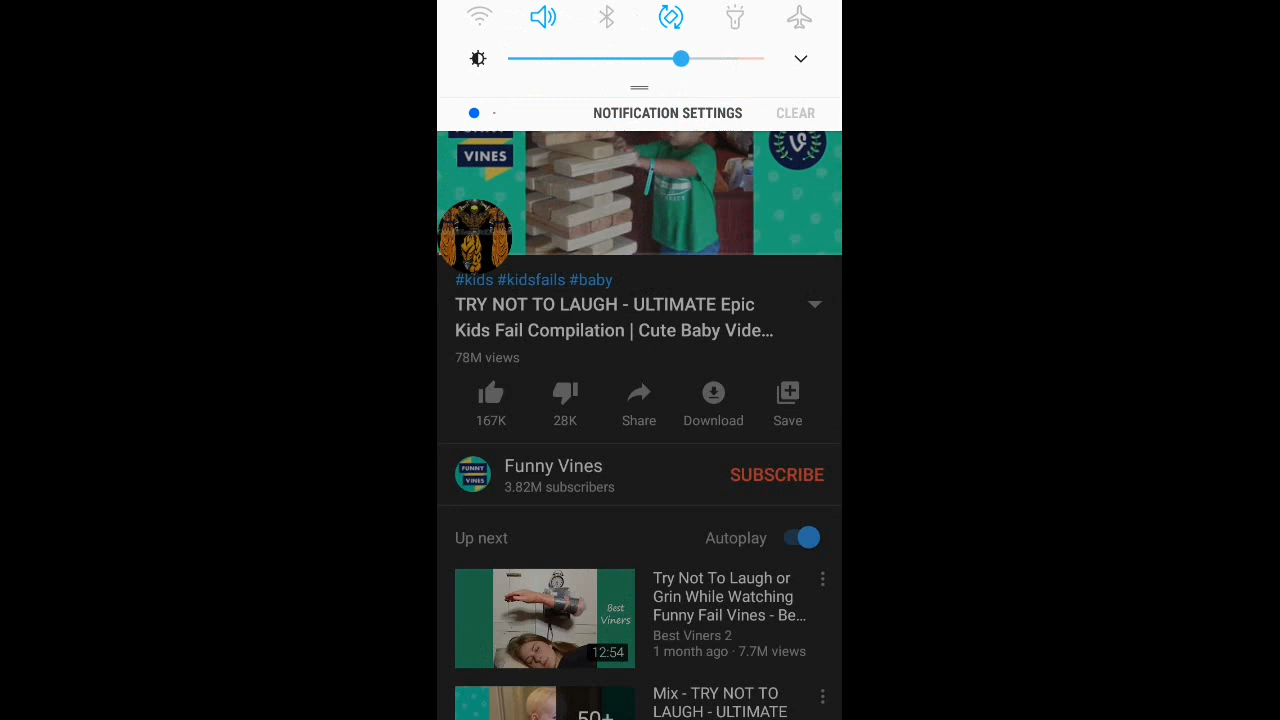 NOTIFICATION SETTINGS
CLEAR
VINES
#kids #kidsfails #baby
TRY NOT TO LAUGH - ULTIMATE Epic
Kids Fail Compilation | Cute Baby Vide...
78M views
167K
28K
Share
Download
Save
FUNNY
VINES
Funny Vines
3.82M subscribers
SUBSCRIBE
Up next
Autoplay
Best
Viners
12:54
Try Not To Laugh or
Grin While Watching
Funny Fail Vines - Be...
Best Viners 2
1 month ago · 7.7M views
50+
Mix - TRY NOT TO
LAUGH - ULTIMATE